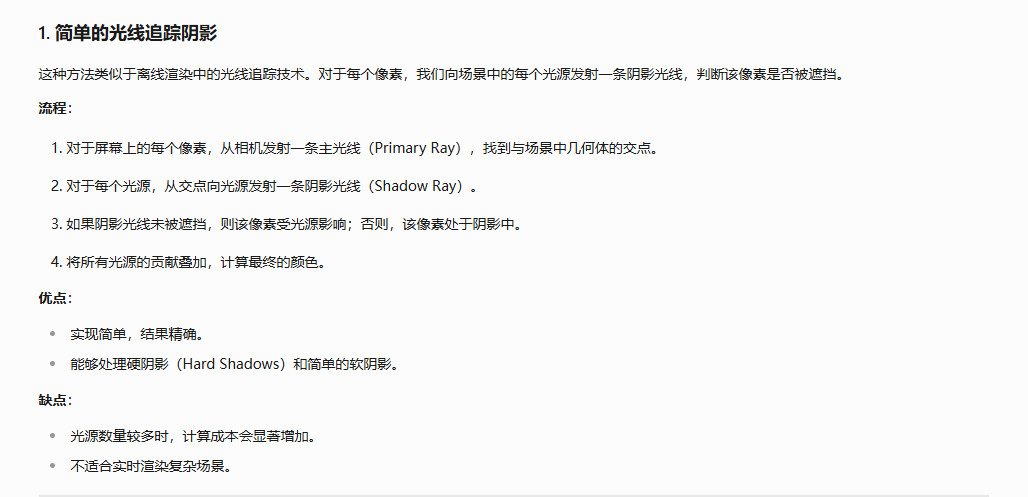 1. 简单的光线追踪阴影
这种方法类似于离线渲染中的光线追踪技术。对于每个像素，我们向场景中的每个光源发射一条阴影光线，判断该像素是否被遮挡。
流程：
1. 对于屏幕上的每个像素，从相机发射一条主光线（Primary Ray），找到与场景中几何体的交点。
2. 对于每个光源，从交点向光源发射一条阴影光线（Shadow Ray）。
3. 如果阴影光线未被遮挡，则该像素受光源影响；否则，该像素处于阴影中。
4. 将所有光源的贡献叠加，计算最终的颜色。
优点：
• 实现简单，结果精确。
• 能够处理硬阴影（Hard Shadows）和简单的软阴影。
缺点：
• 光源数量较多时，计算成本会显著增加。
• 不适合实时渲染复杂场景。